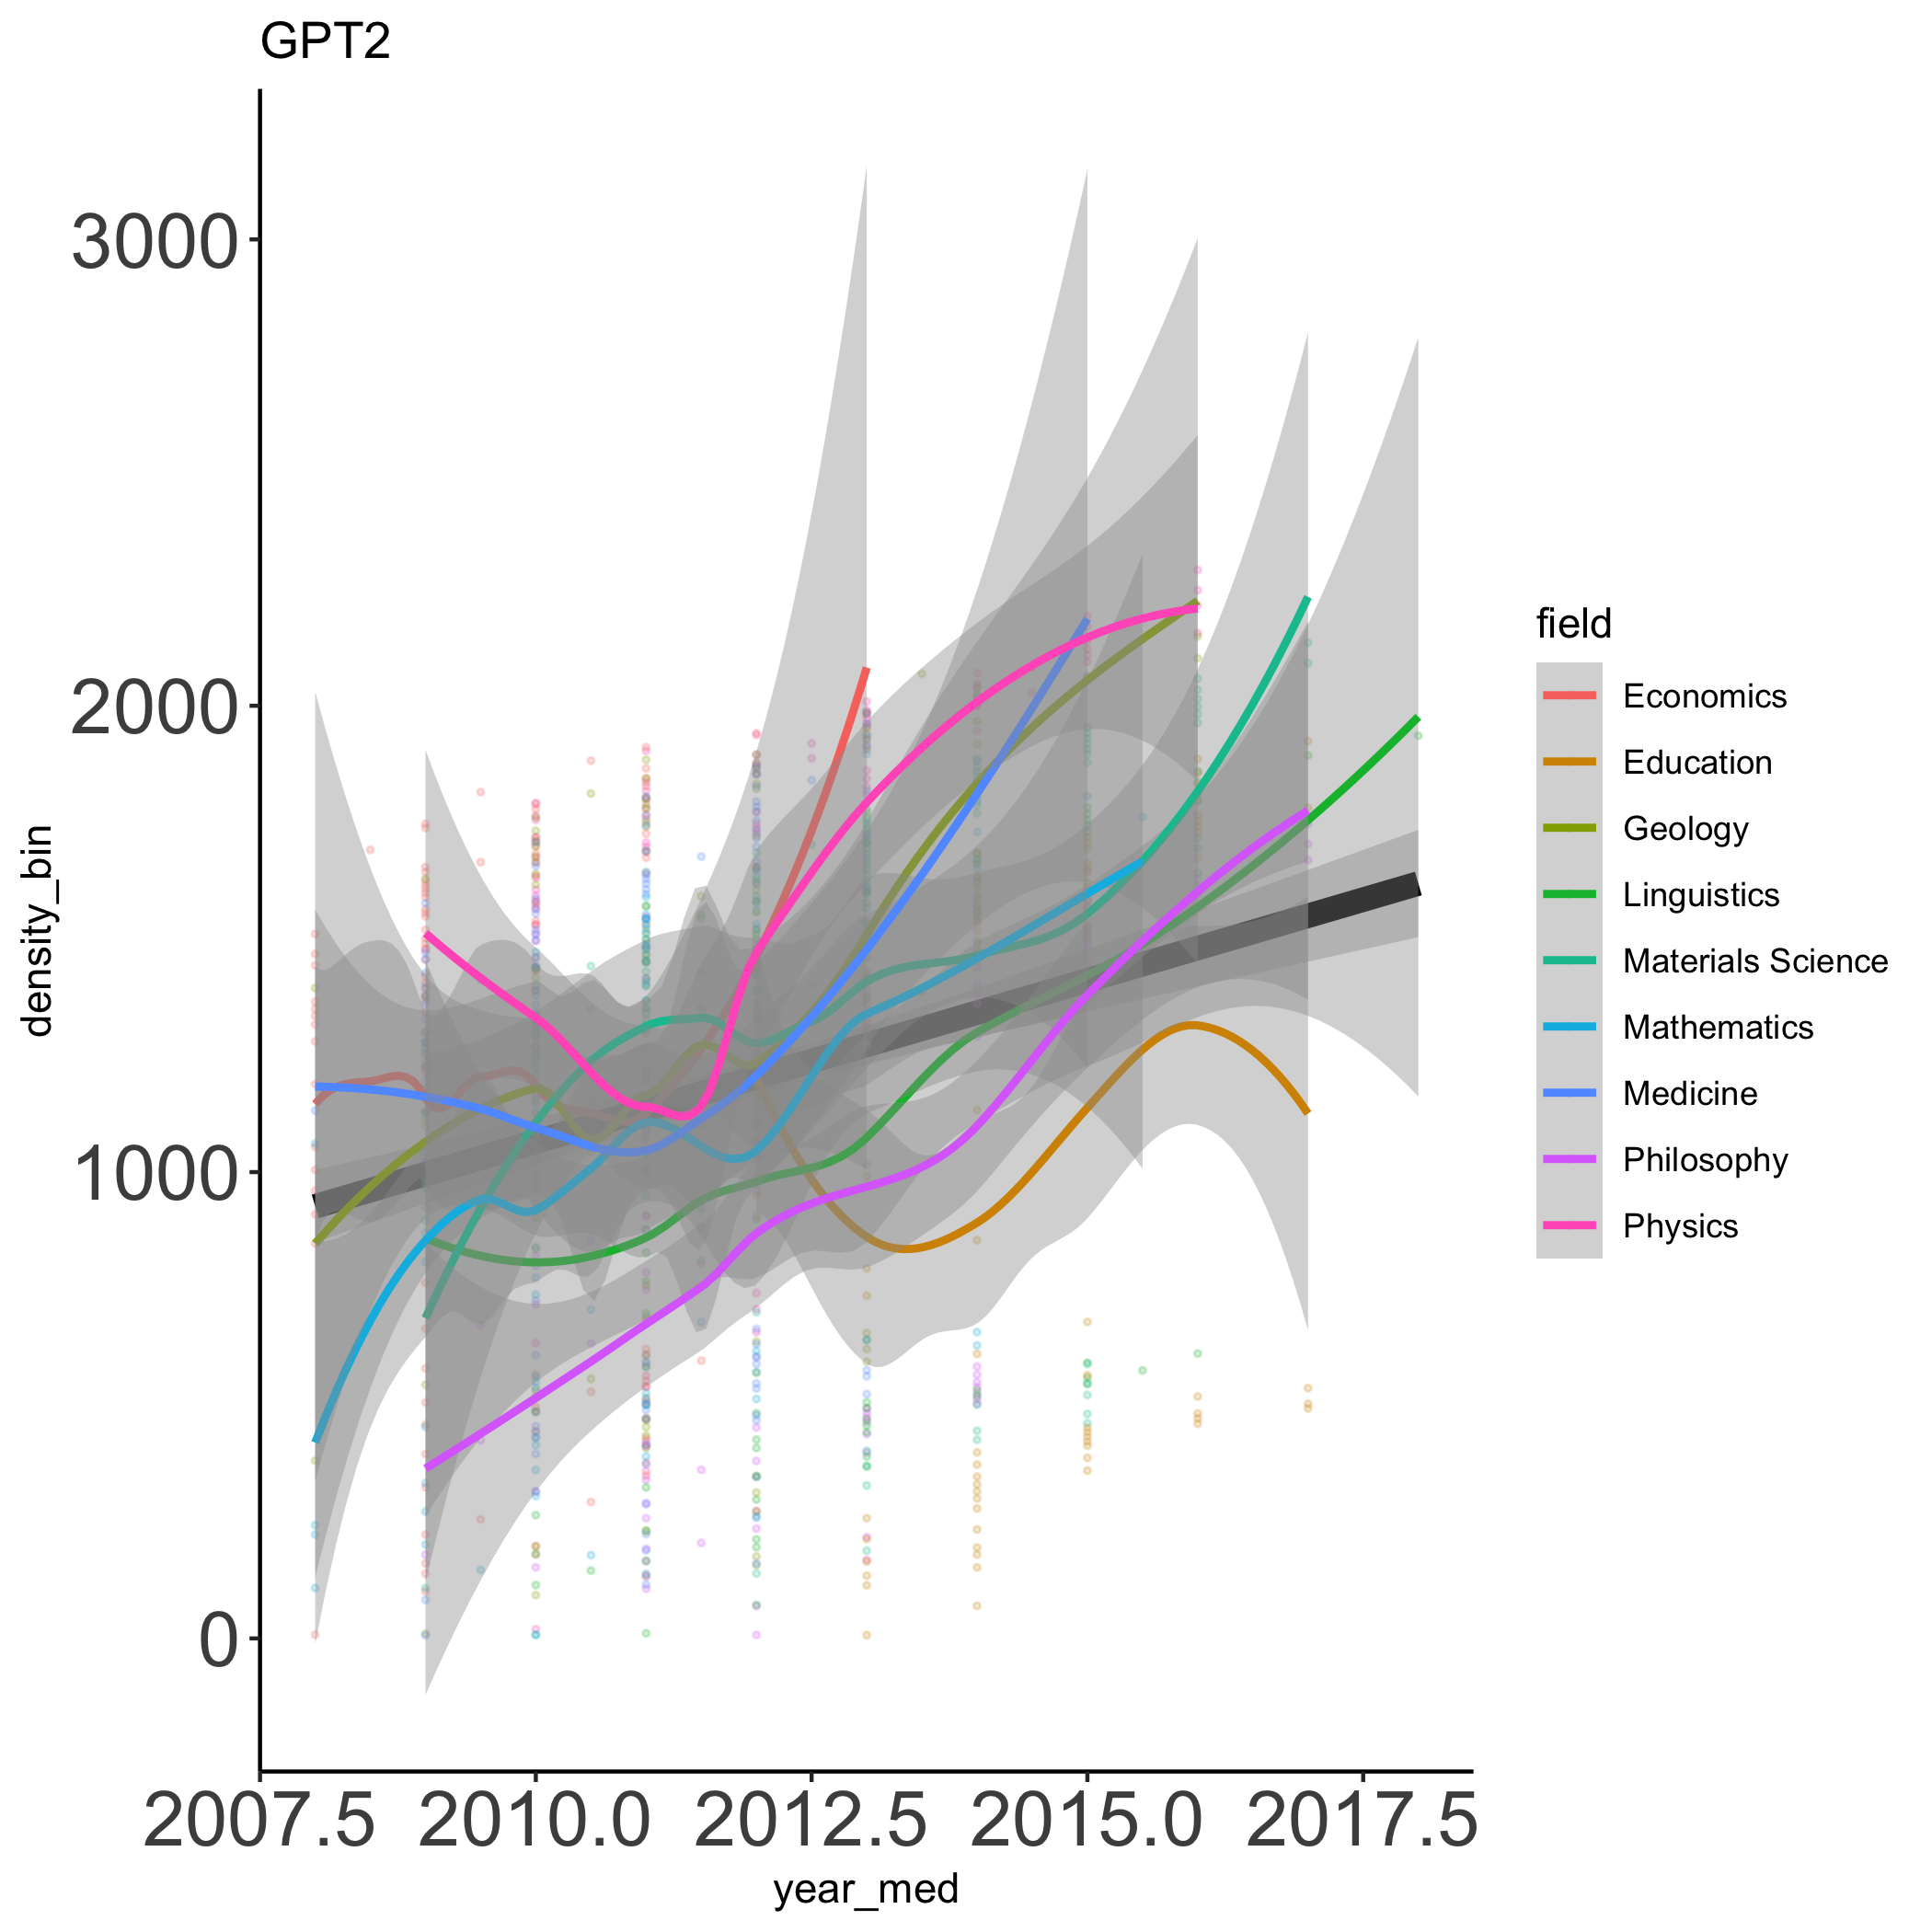 GPT2
3000
2000
1000
0
density_bin
2007.5 2010.0 2012.5 2015.0 2017.5
year_med
field
Economics
Education
Geology
Linguistics
Materials Science
Mathematics
Medicine
Philosophy
Physics